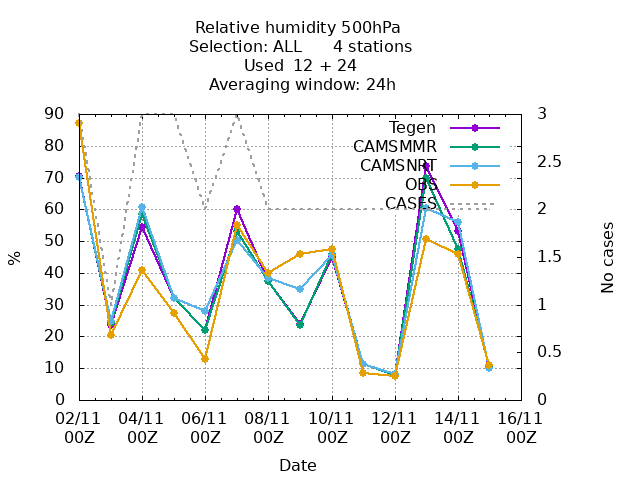 Relative humidity 500hPa
Selection: ALL 4 stations
Used 12 + 24
Averaging window: 24h
90 3
Tegen
80 CAMSMMR
2.5
CAMSNRT
70 OBS
60 CASES 2
50 1.5
40
30 1
20 0.5
10
0 0
02/11 04/11 06/11 08/11 10/11 12/11 14/11 16/11
00Z 00Z 00Z 00Z 00Z 00Z 00Z 00Z
Date
%
No cases